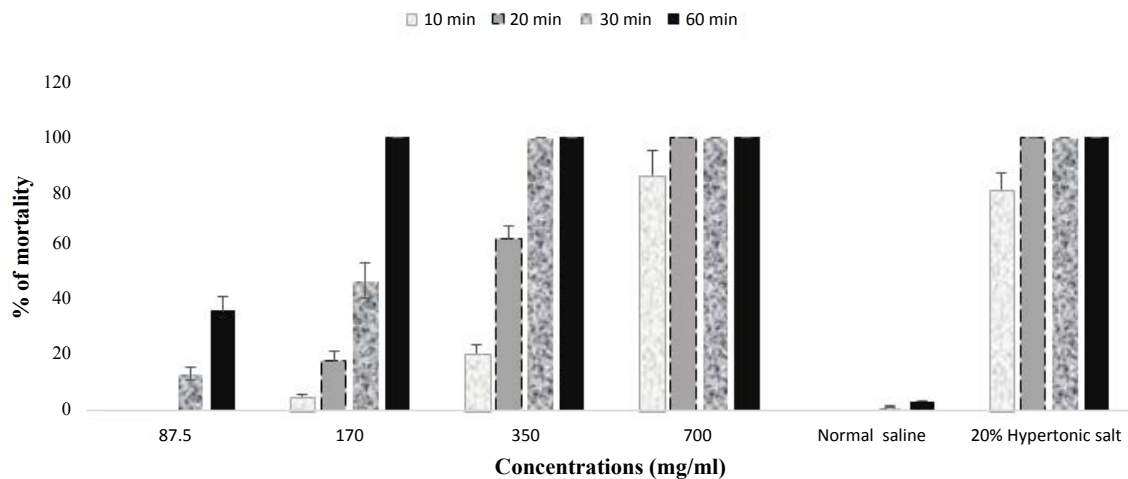 10 min 20 min 30 min 60 min
% of mortality
120
100
80
60
40
20
0
87.5 170 350 700 Normal saline 20% Hypertonic salt
Concentrations (mg/ml)